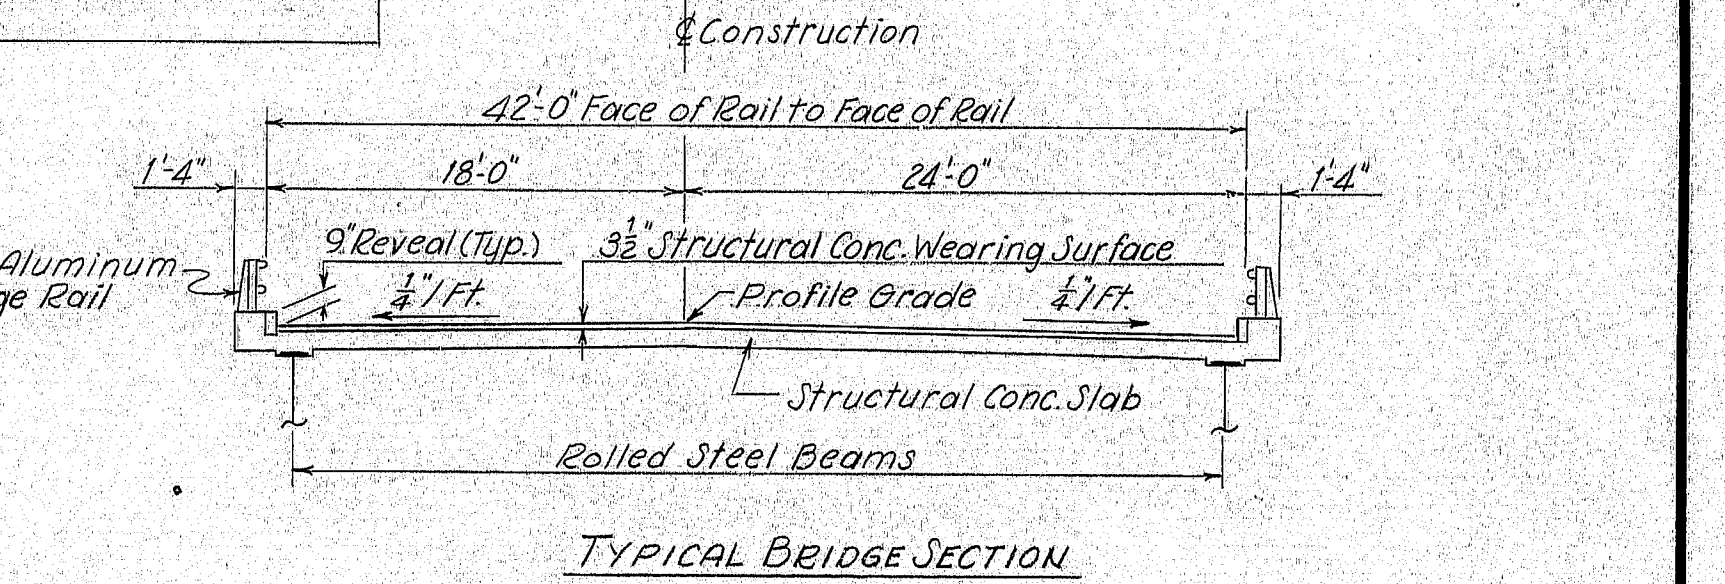 ℄ Construction
42'-0" Face of Rail to Face of Rail
1'-4" 18'-0" 24'-0" 1'-4"
9" Reveal (Typ.) 3½" Structural Conc. Wearing Surface
Aluminum
ge Rail
¼"/Ft. Profile Grade ¼"/Ft.
Structural Conc. Slab
Rolled Steel Beams
TYPICAL BRIDGE SECTION